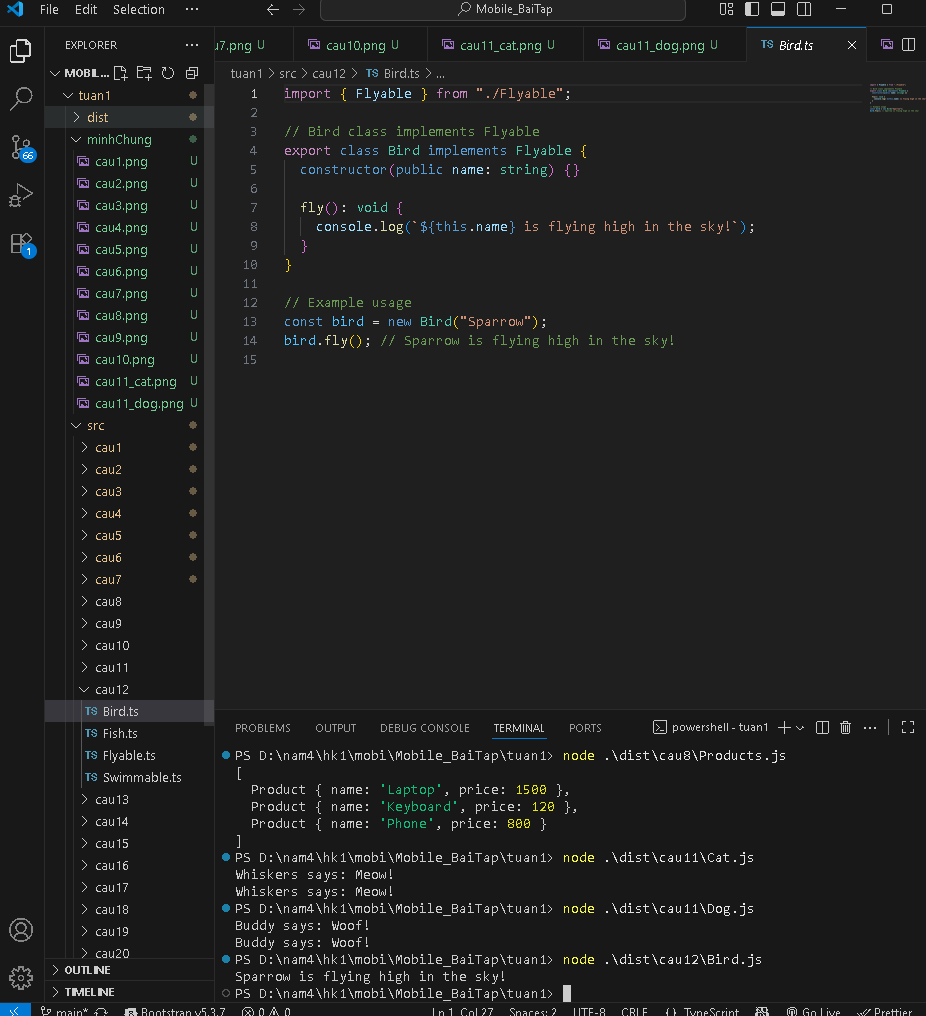 File Edit Selection ··· Mobile_BaiTap
EXPLORER ···
MOBIL...
tuan1
dist
minhChung
cau1.png U
cau2.png U
cau3.png U
cau4.png U
cau5.png U
cau6.png U
cau7.png U
cau8.png U
cau9.png U
cau10.png U
cau11_cat.png U
cau11_dog.png U
src
cau1
cau2
cau3
cau4
cau5
cau6
cau7
cau8
cau9
cau10
cau11
cau12
TS Bird.ts
TS Fish.ts
TS Flyable.ts
TS Swimmable.ts
cau13
cau14
cau15
cau16
cau17
cau18
cau19
cau20
OUTLINE
TIMELINE
66
1
u7.png U cau10.png U cau11_cat.png U cau11_dog.png U TS Bird.ts
tuan1 > src > cau12 > TS Bird.ts > ...
1 import { Flyable } from "./Flyable";
2
3 // Bird class implements Flyable
4 export class Bird implements Flyable {
5 constructor(public name: string) {}
6
7 fly(): void {
8 console.log(`${this.name} is flying high in the sky!`);
9 }
10 }
11
12 // Example usage
13 const bird = new Bird("Sparrow");
14 bird.fly(); // Sparrow is flying high in the sky!
15
PROBLEMS OUTPUT DEBUG CONSOLE TERMINAL PORTS powershell - tuan1
PS D:\nam4\hk1\mobi\Mobile_BaiTap\tuan1> node .\dist\cau8\Products.js
[
Product { name: 'Laptop', price: 1500 },
Product { name: 'Keyboard', price: 120 },
Product { name: 'Phone', price: 800 }
]
PS D:\nam4\hk1\mobi\Mobile_BaiTap\tuan1> node .\dist\cau11\Cat.js
Whiskers says: Meow!
Whiskers says: Meow!
PS D:\nam4\hk1\mobi\Mobile_BaiTap\tuan1> node .\dist\cau11\Dog.js
Buddy says: Woof!
Buddy says: Woof!
PS D:\nam4\hk1\mobi\Mobile_BaiTap\tuan1> node .\dist\cau12\Bird.js
Sparrow is flying high in the sky!
PS D:\nam4\hk1\mobi\Mobile_BaiTap\tuan1>
main* Bootstrap v5.3.7 0 0 Ln 1, Col 27 Spaces: 2 UTF-8 CRLF {} TypeScript Go Live Prettier